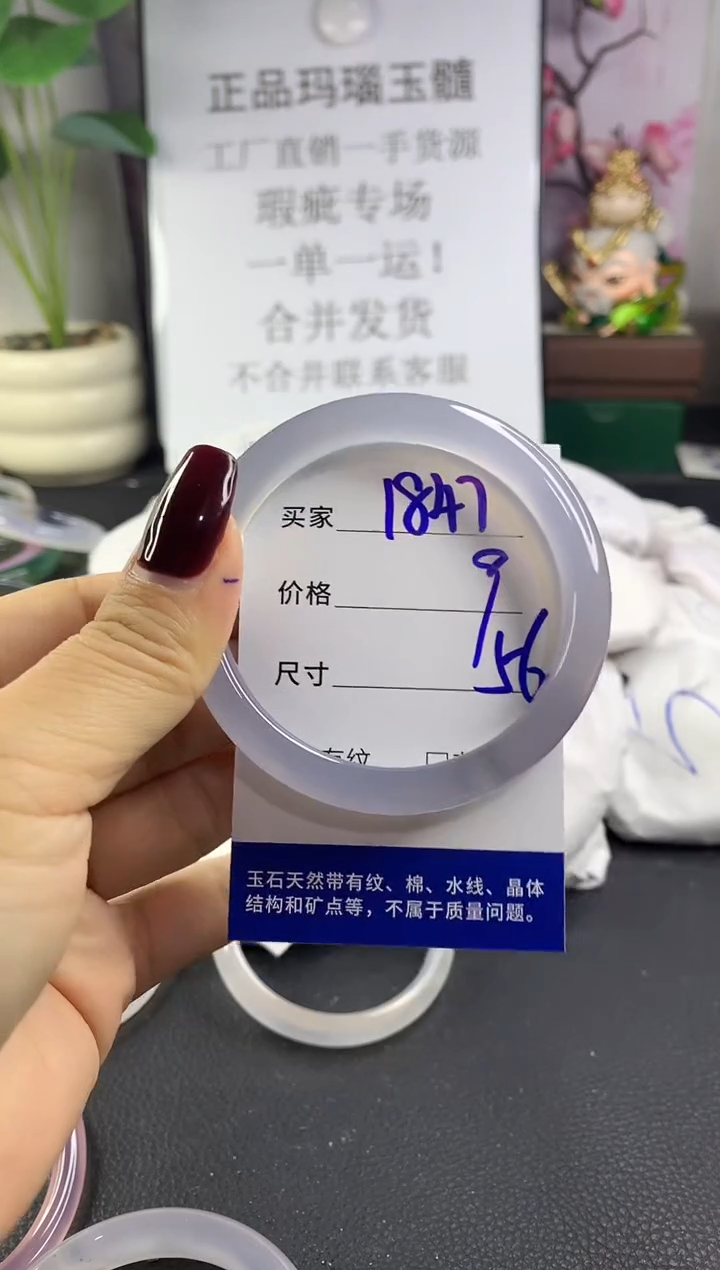 正品玛瑙玉髓
工厂直销一手货源
瑕疵专场
一单一运！
合并发货
不合并联系客服
买家 1847
价格 9
尺寸 56
有纹
玉石天然带有纹、棉、水线、晶体
结构和矿点等，不属于质量问题。